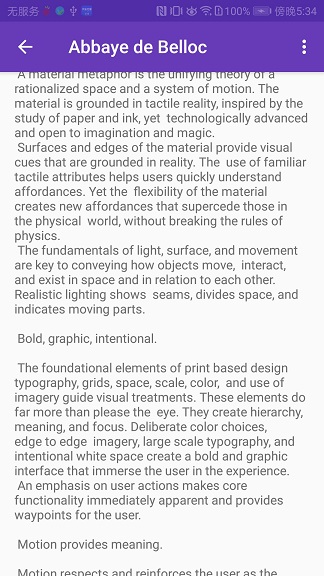 无服务 100% 傍晚5:34
Abbaye de Belloc
A material metaphor is the unifying theory of a
rationalized space and a system of motion. The
material is grounded in tactile reality, inspired by the
study of paper and ink, yet  technologically advanced
and open to imagination and magic.
Surfaces and edges of the material provide visual
cues that are grounded in reality. The  use of familiar
tactile attributes helps users quickly understand
affordances. Yet the  flexibility of the material
creates new affordances that supercede those in
the physical  world, without breaking the rules of
physics.
The fundamentals of light, surface, and movement
are key to conveying how objects move,  interact,
and exist in space and in relation to each other.
Realistic lighting shows  seams, divides space, and
indicates moving parts.
Bold, graphic, intentional.
The foundational elements of print based design
typography, grids, space, scale, color,  and use of
imagery guide visual treatments. These elements do
far more than please the  eye. They create hierarchy,
meaning, and focus. Deliberate color choices,
edge to edge  imagery, large scale typography, and
intentional white space create a bold and graphic
interface that immerse the user in the experience.
An emphasis on user actions makes core
functionality immediately apparent and provides
waypoints for the user.
Motion provides meaning.
Motion respects and reinforces the user as the